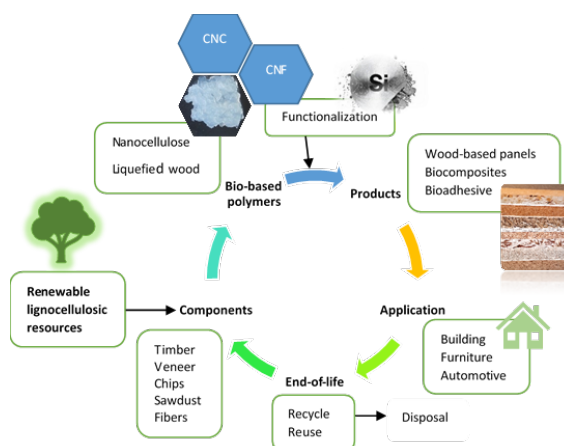 CNC
CNF
Si
Functionalization
Nanocellulose
Liquefied wood
Bio-based
polymers
Products
Wood-based panels
Biocomposites
Bioadhesive
Renewable
lignocellulosic
resources
Components
Application
Timber
Veneer
Chips
Sawdust
Fibers
Building
Furniture
Automotive
End-of-life
Recycle
Reuse
Disposal